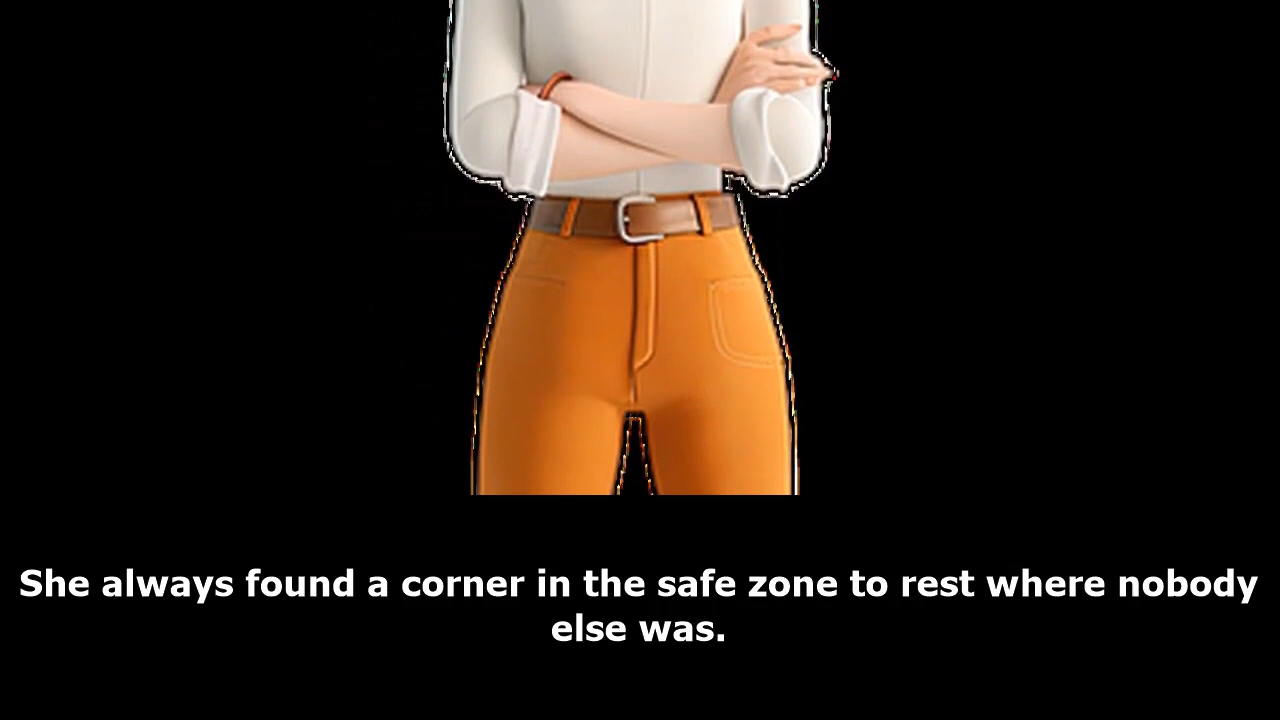 She always found a corner in the safe zone to rest where nobody
else was.